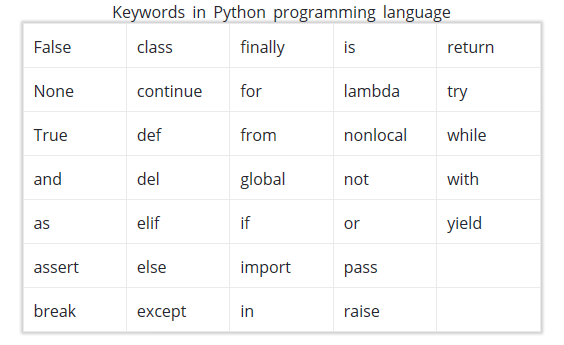 Keywords in Python programming language
False class finally is return
None continue for lambda try
True def from nonlocal while
and del global not with
as elif if or yield
assert else import pass
break except in raise